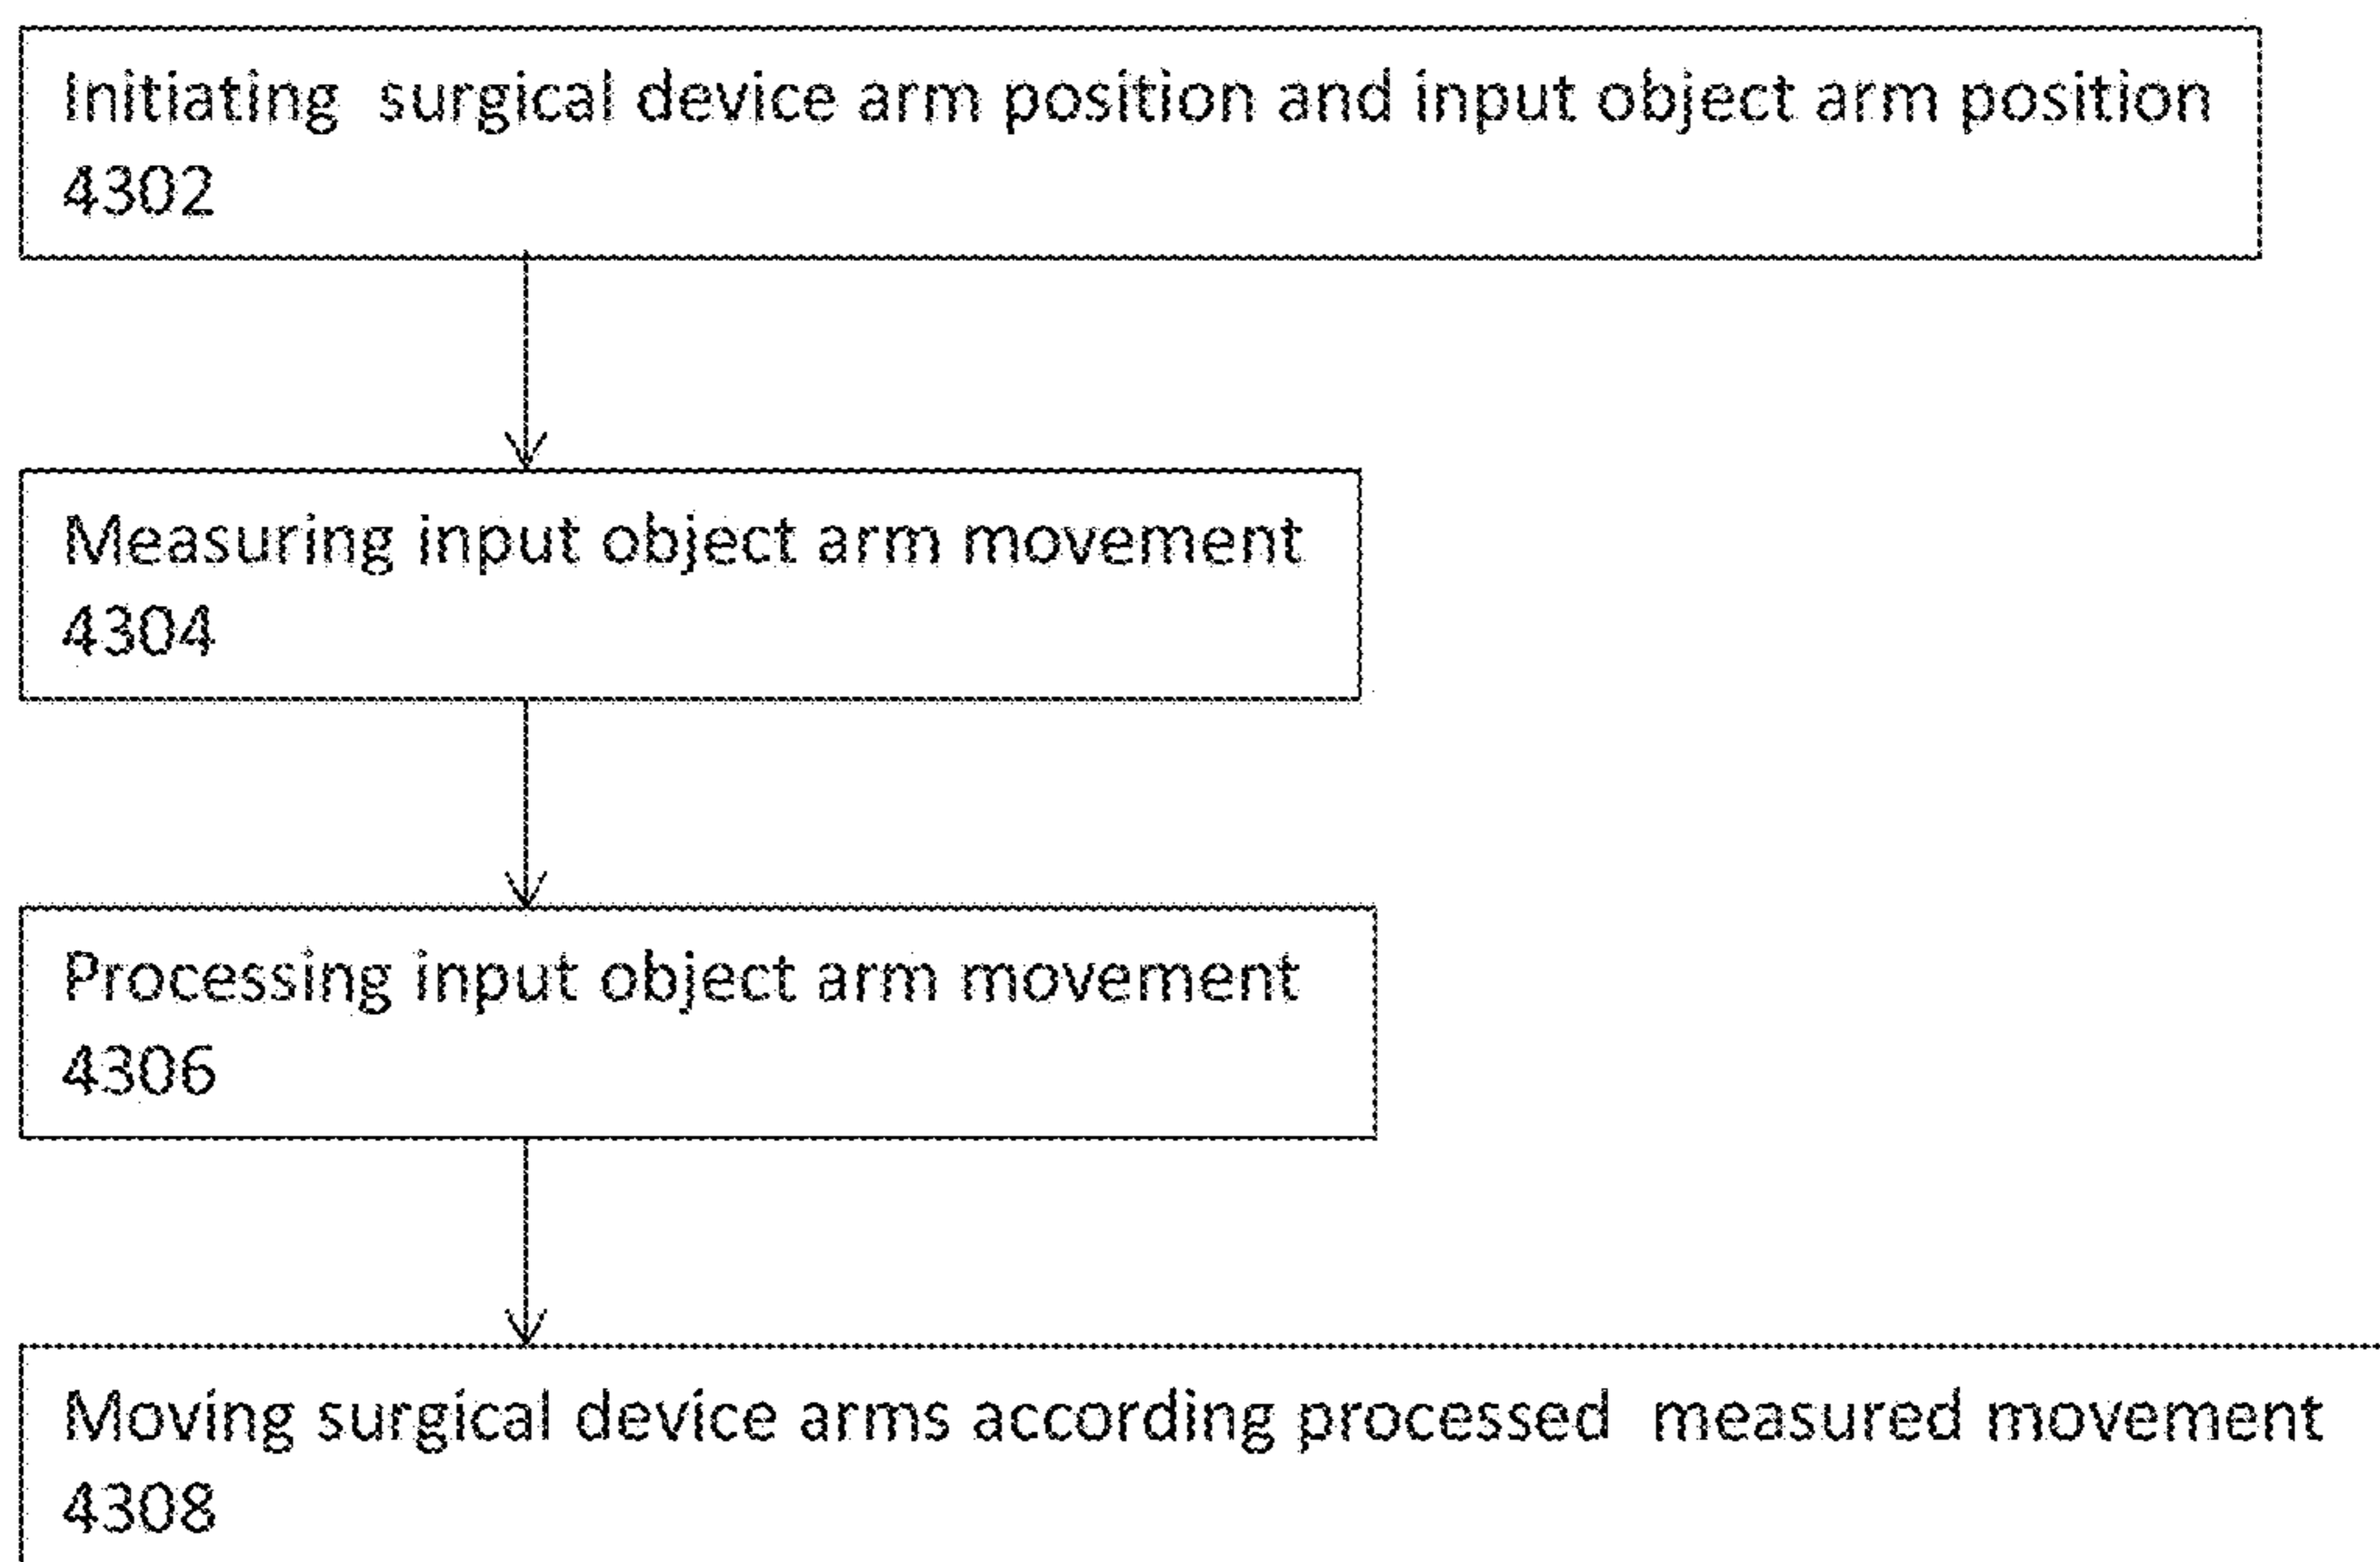 Initiating surgical device arm position and input object arm position
4302
Measuring input object arm movement
4304
Processing input object arm movement
4306
Moving surgical device arms according processed measured movement
4308